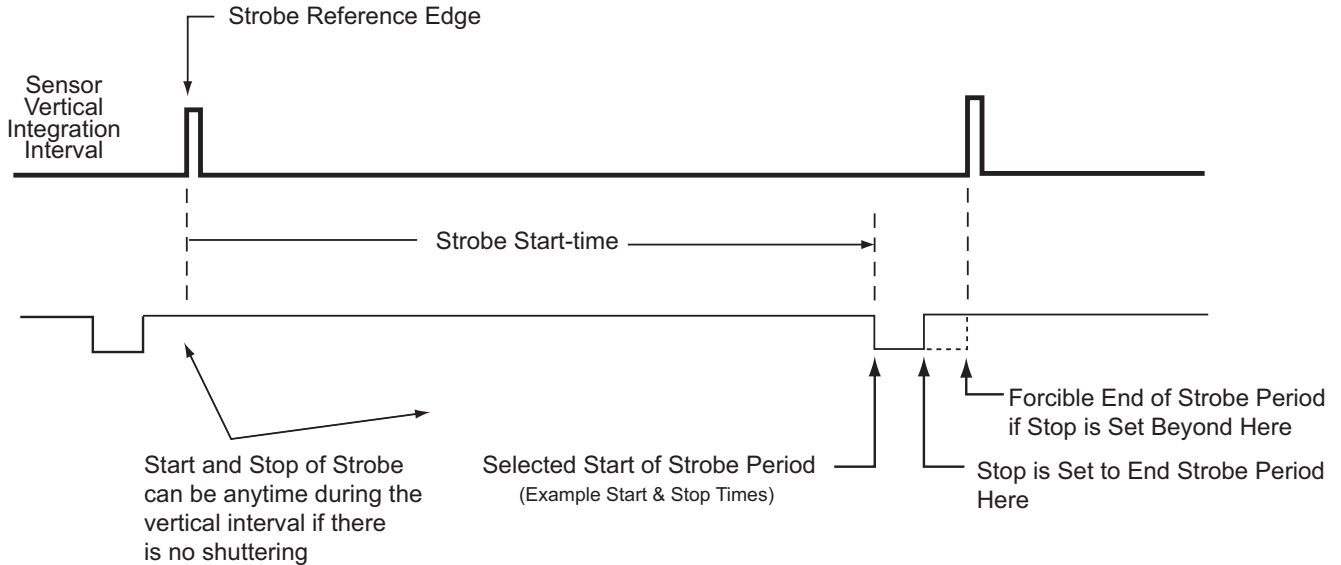 Strobe Reference Edge
Sensor
Vertical
Integration
Interval
Strobe Start-time
Start and Stop of Strobe
can be anytime during the
vertical interval if there
is no shuttering
Selected Start of Strobe Period
(Example Start & Stop Times)
Forcible End of Strobe Period
if Stop is Set Beyond Here
Stop is Set to End Strobe Period
Here